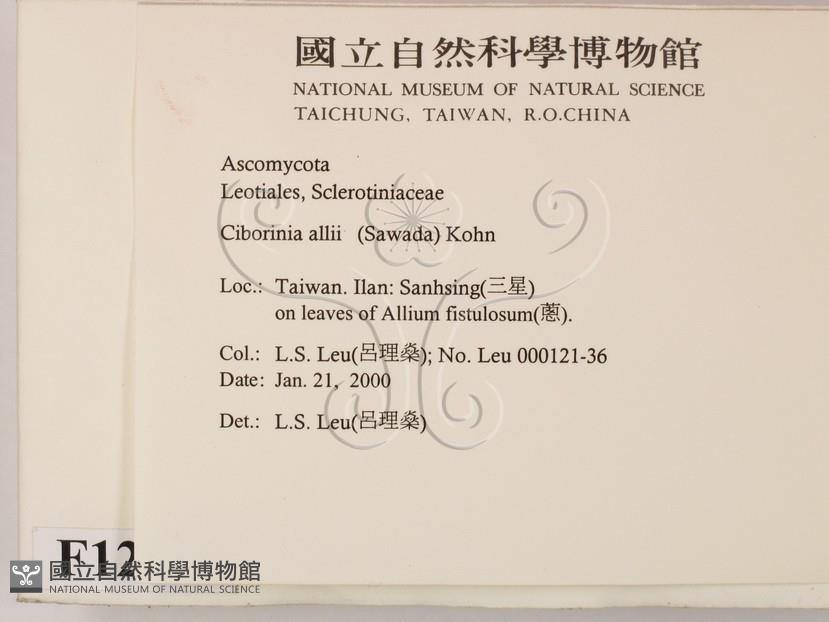 國立自然科學博物館
NATIONAL MUSEUM OF NATURAL SCIENCE
TAICHUNG, TAIWAN, R.O.CHINA
Ascomycota
Leotiales, Sclerotiniaceae
Ciborinia allii (Sawada) Kohn
Loc.: Taiwan. Ilan: Sanhsing(三星)
on leaves of Allium fistulosum(蔥).
Col.: L.S. Leu(呂理燊); No. Leu 000121-36
Date: Jan. 21, 2000
Det.: L.S. Leu(呂理燊)
F12
國立自然科學博物館
NATIONAL MUSEUM OF NATURAL SCIENCE